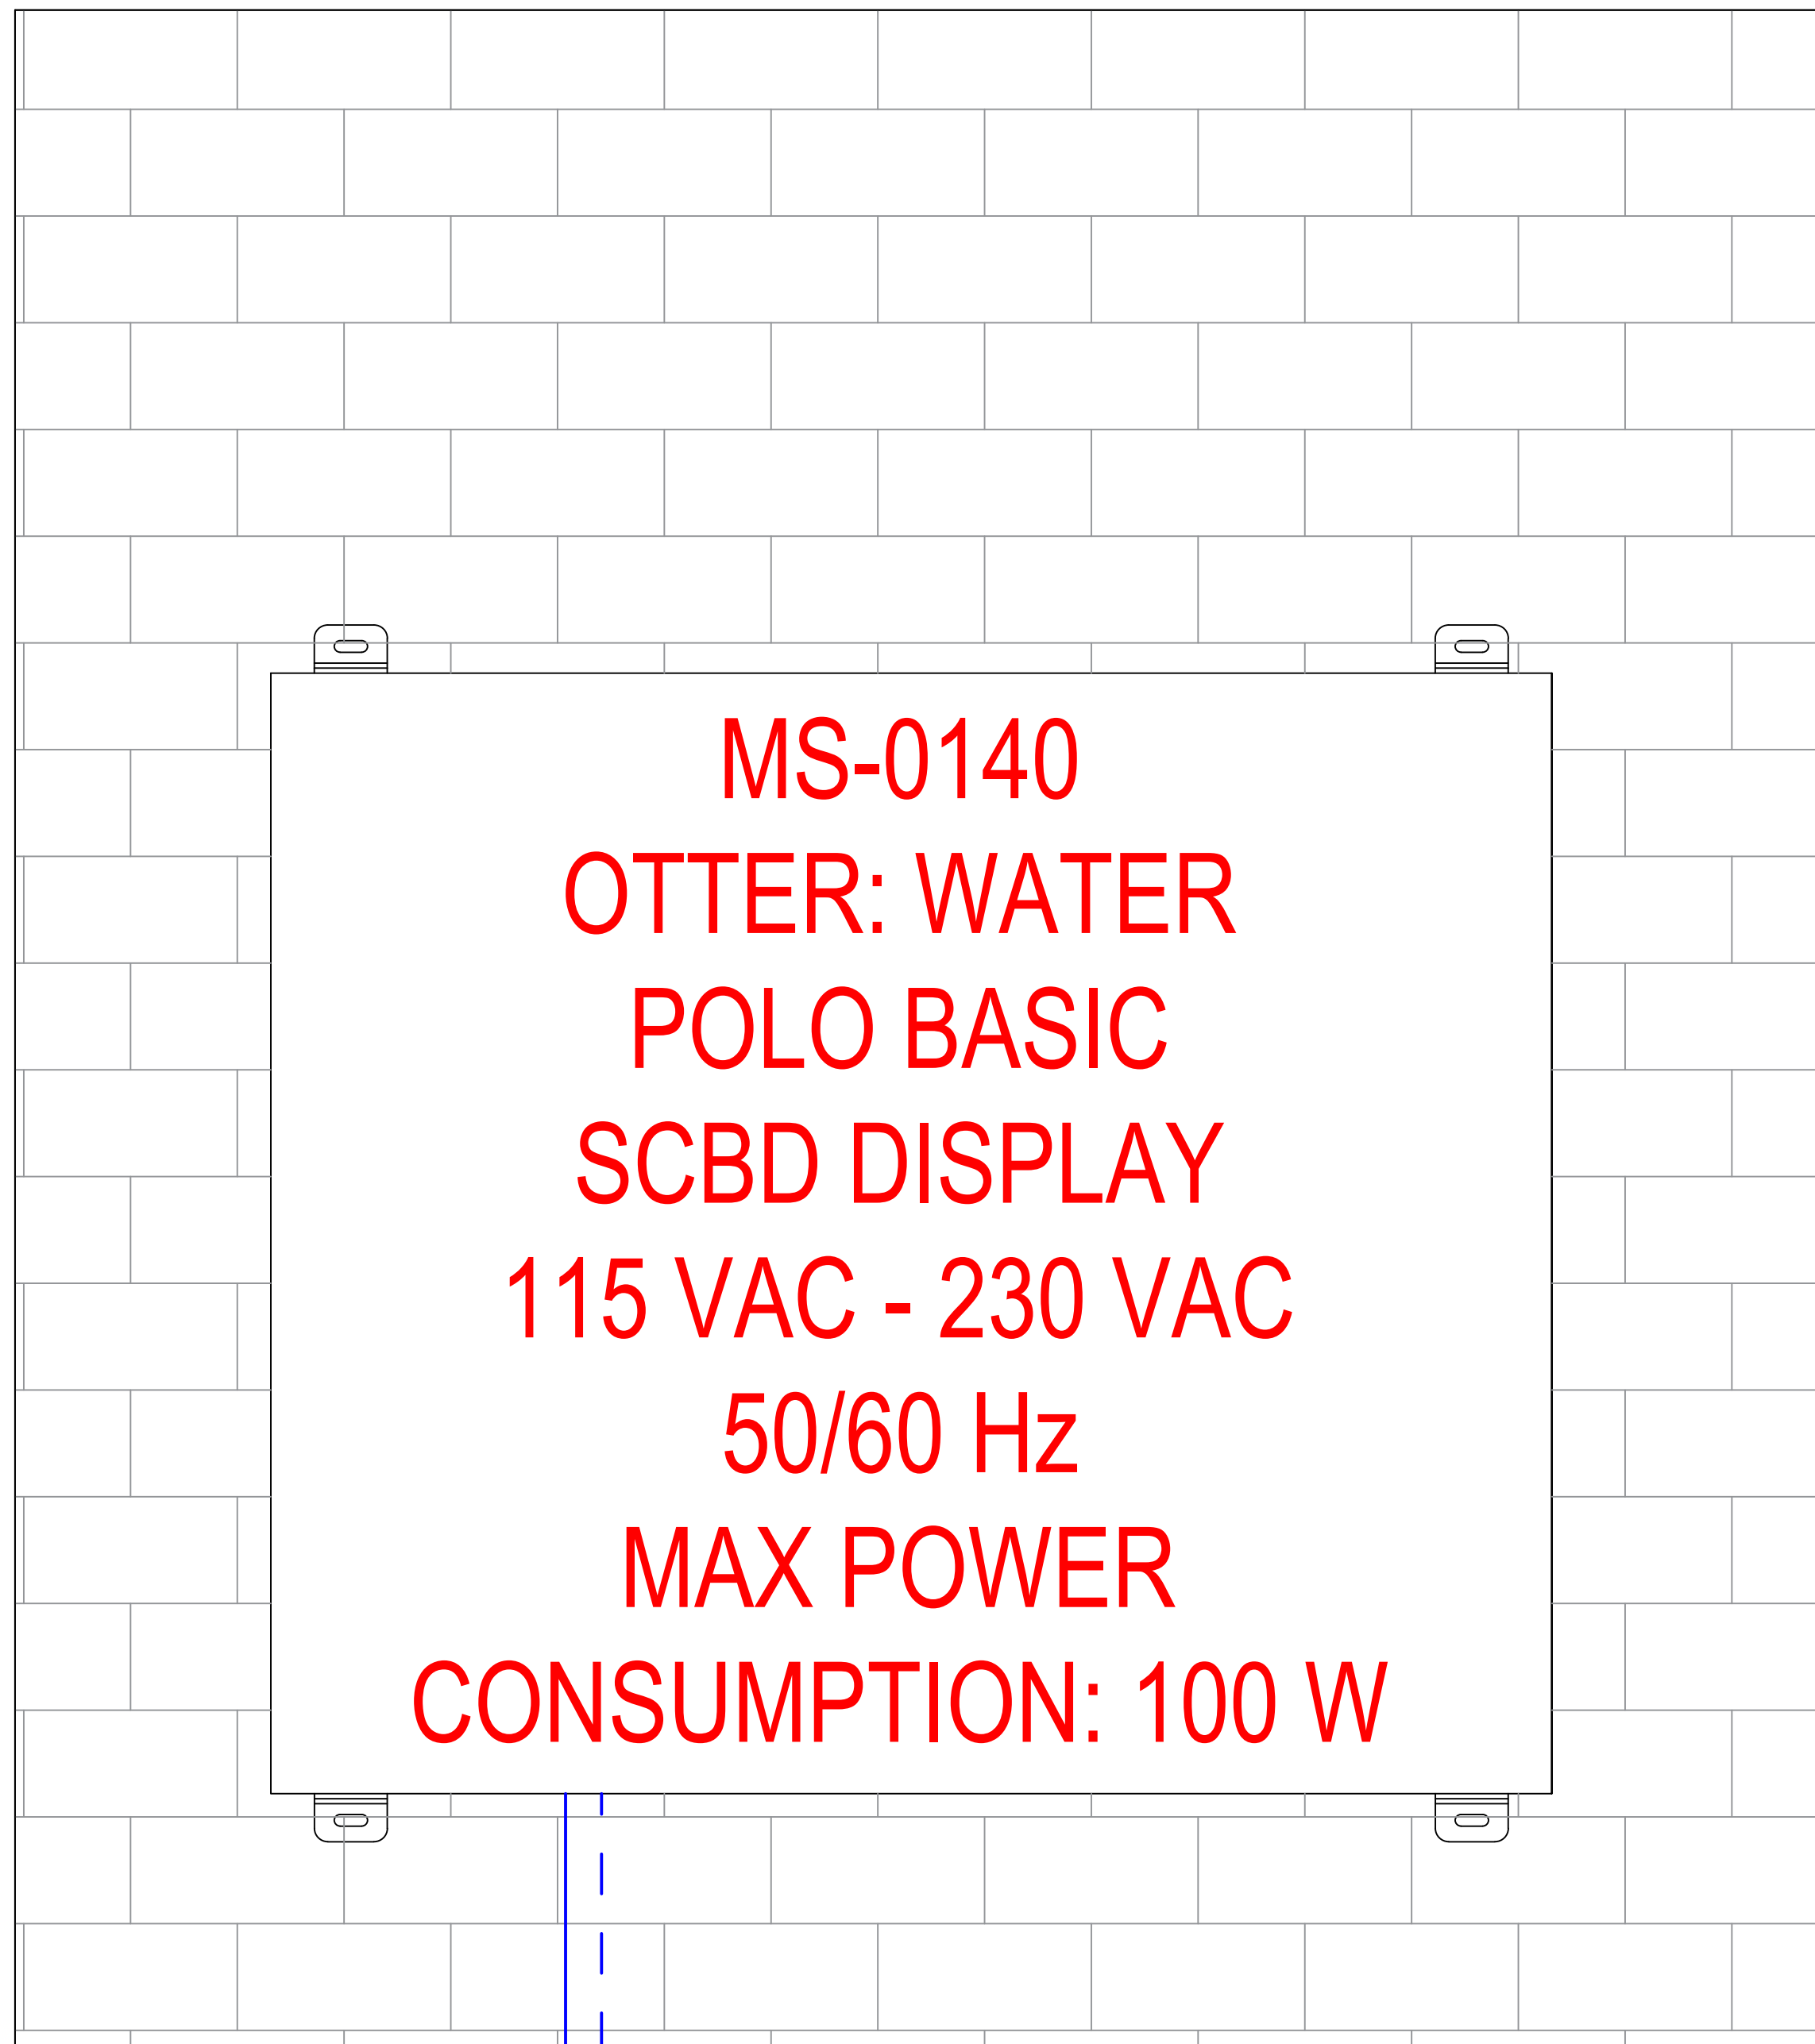 MS-0140
OTTER: WATER
POLO BASIC
SCBD DISPLAY
115 VAC - 230 VAC
50/60 Hz
MAX POWER
CONSUMPTION: 100 W